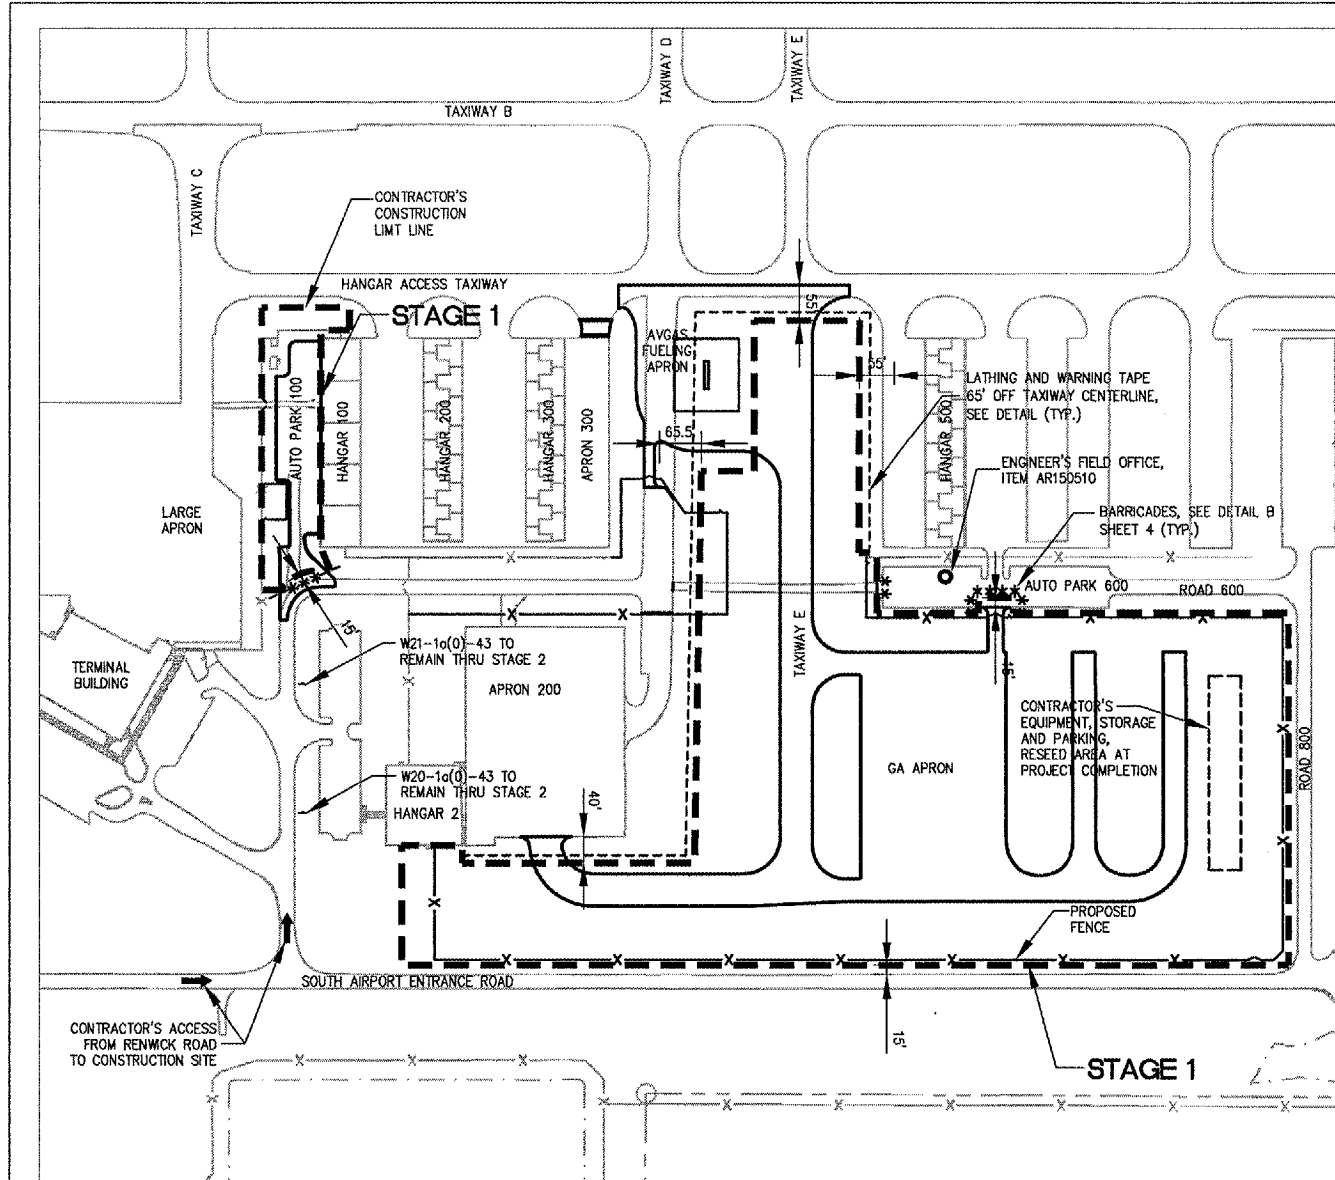 TAXIWAY D
TAXIWAY E
TAXIWAY B
TAXIWAY C
CONTRACTOR'S
CONSTRUCTION
LIMT LINE
HANGAR ACCESS TAXIWAY
STAGE 1
55'
AVGAS
FUELING
APRON
55'
LATHING AND WARNING TAPE
65' OFF TAXIWAY CENTERLINE,
SEE DETAIL (TYP.)
AUTO PARK 100
HANGAR 100
HANGAR 200
HANGAR 300
APRON 300
65.5'
HANGAR 500
ENGINEER'S FIELD OFFICE,
ITEM AR150510
BARRICADES, SEE DETAIL B
SHEET 4 (TYP.)
LARGE
APRON
AUTO PARK 600
ROAD 600
15'
W21-1a(0)-43 TO
REMAIN THRU STAGE 2
TAXIWAY E
15'
TERMINAL
BUILDING
APRON 200
CONTRACTOR'S
EQUIPMENT, STORAGE
AND PARKING,
RESEED AREA AT
PROJECT COMPLETION
ROAD 800
GA APRON
W20-1a(0)-43 TO
REMAIN THRU STAGE 2
HANGAR 2
40'
PROPOSED
FENCE
SOUTH AIRPORT ENTRANCE ROAD
CONTRACTOR'S ACCESS
FROM RENWICK ROAD
TO CONSTRUCTION SITE
15'
STAGE 1